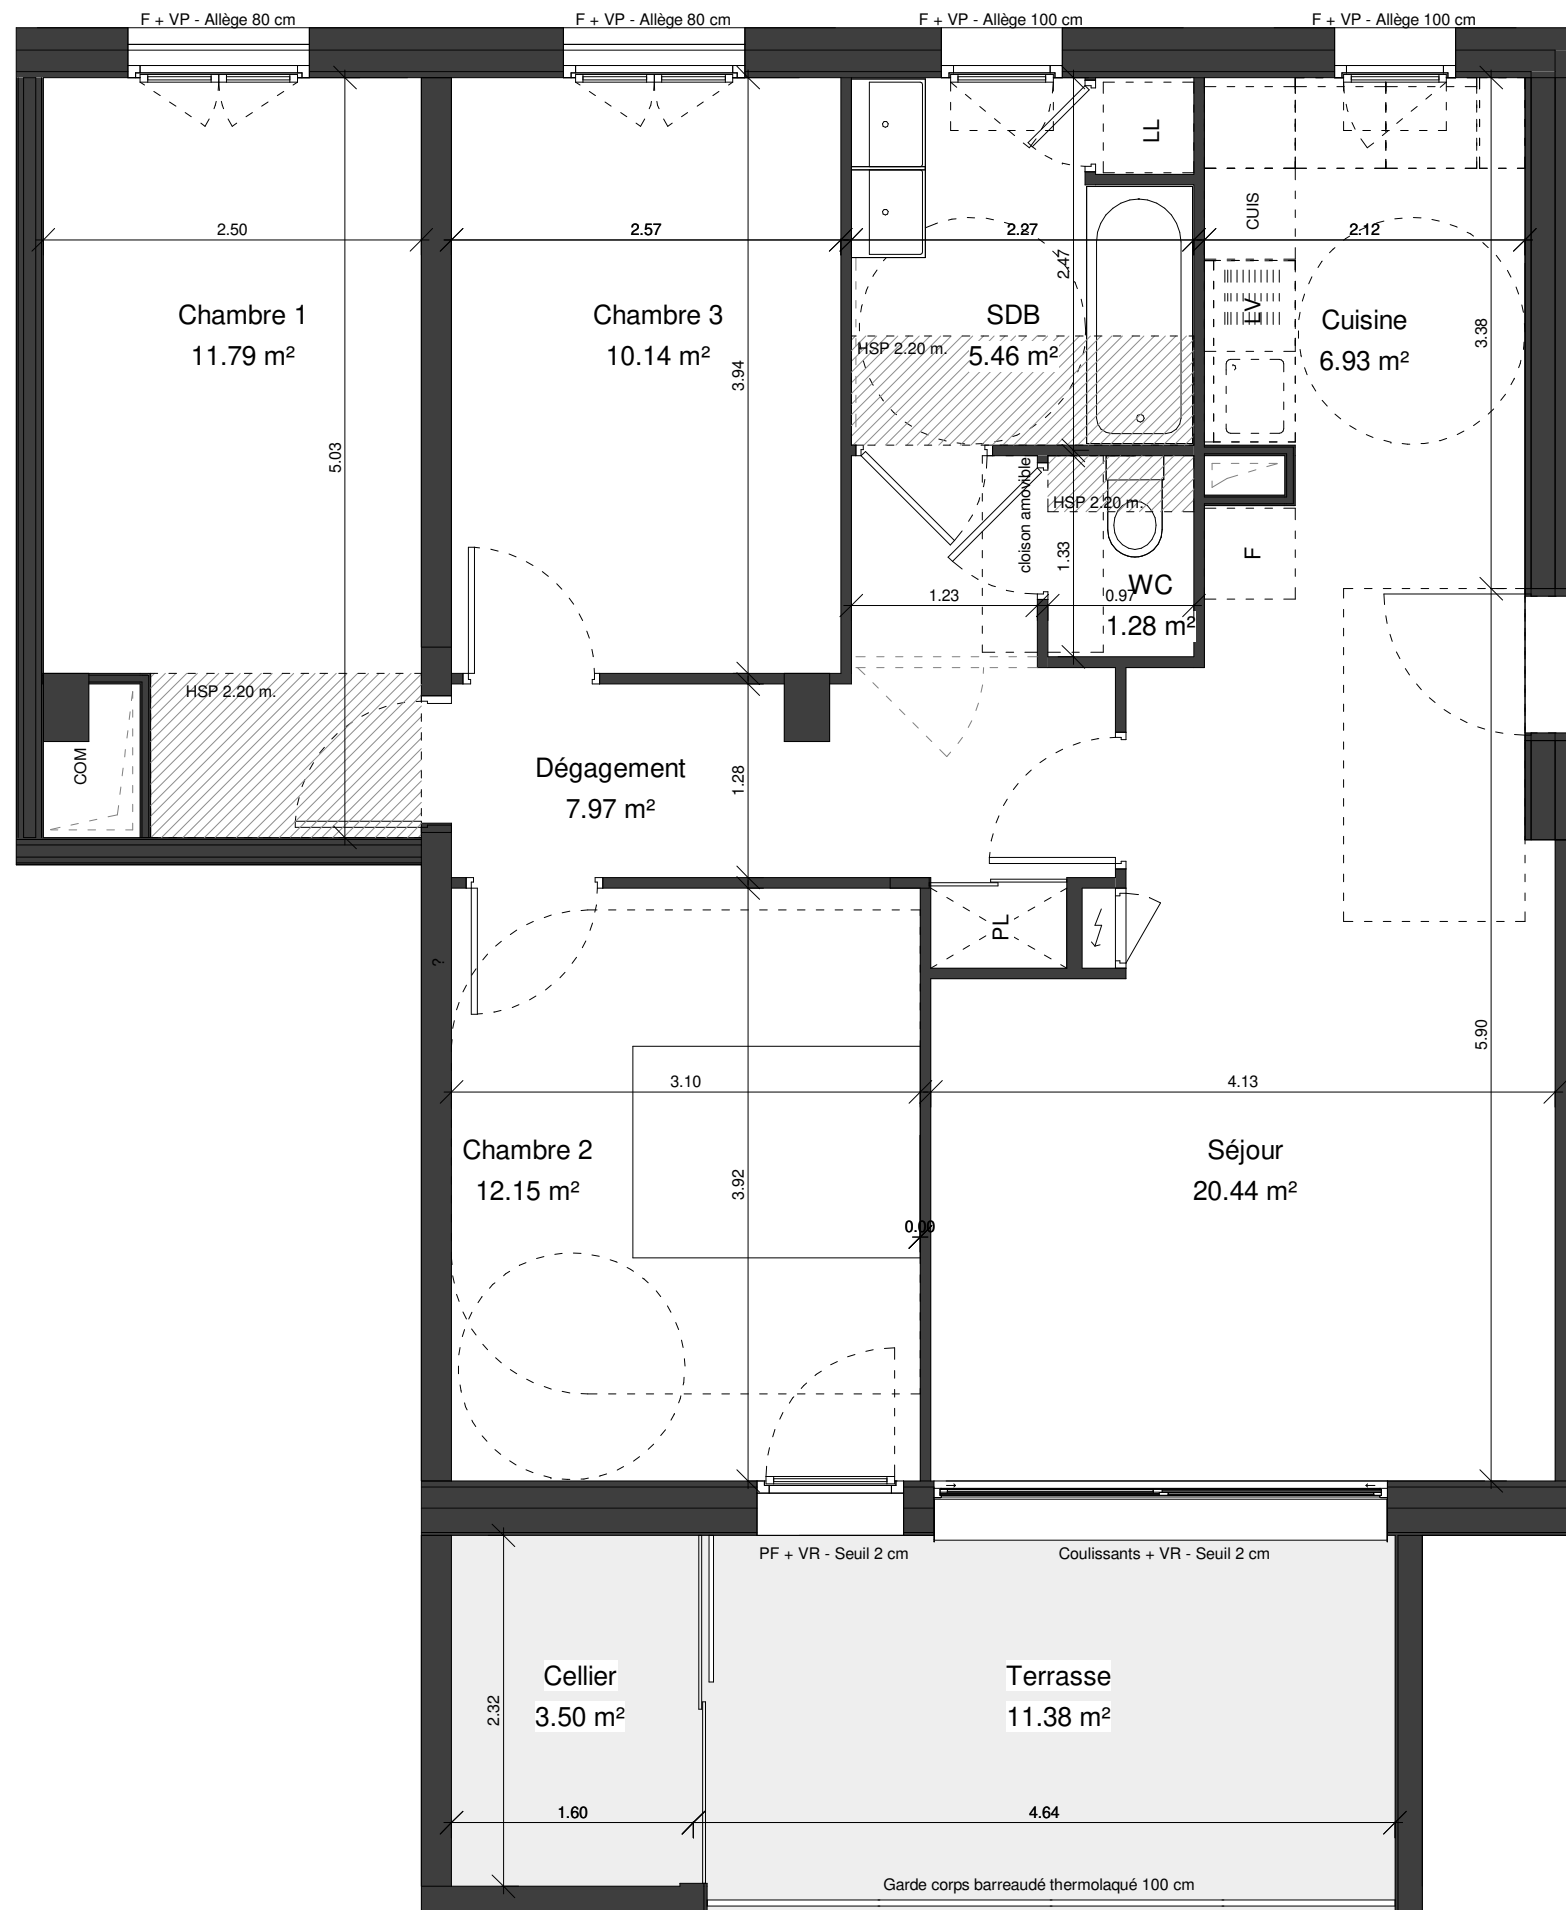 F + VP - Allège 80 cm
F + VP - Allège 80 cm
F + VP - Allège 100 cm
F + VP - Allège 100 cm
LL
CUIS
2.50
2.57
2.27
2.12
2.47
Chambre 1
11.79 m²
Chambre 3
10.14 m²
SDB
5.46 m²
Cuisine
6.93 m²
LV
HSP 2.20 m.
3.38
3.94
5.03
cloison amovible
HSP 2.20 m.
1.33
F
WC
1.28 m²
1.23
0.97
HSP 2.20 m.
COM
Dégagement
7.97 m²
1.28
PL
?
5.90
3.10
4.13
Chambre 2
12.15 m²
3.92
Séjour
20.44 m²
0.00
PF + VR - Seuil 2 cm
Coulissants + VR - Seuil 2 cm
Cellier
3.50 m²
Terrasse
11.38 m²
2.32
1.60
4.64
Garde corps barreaudé thermolaqué 100 cm